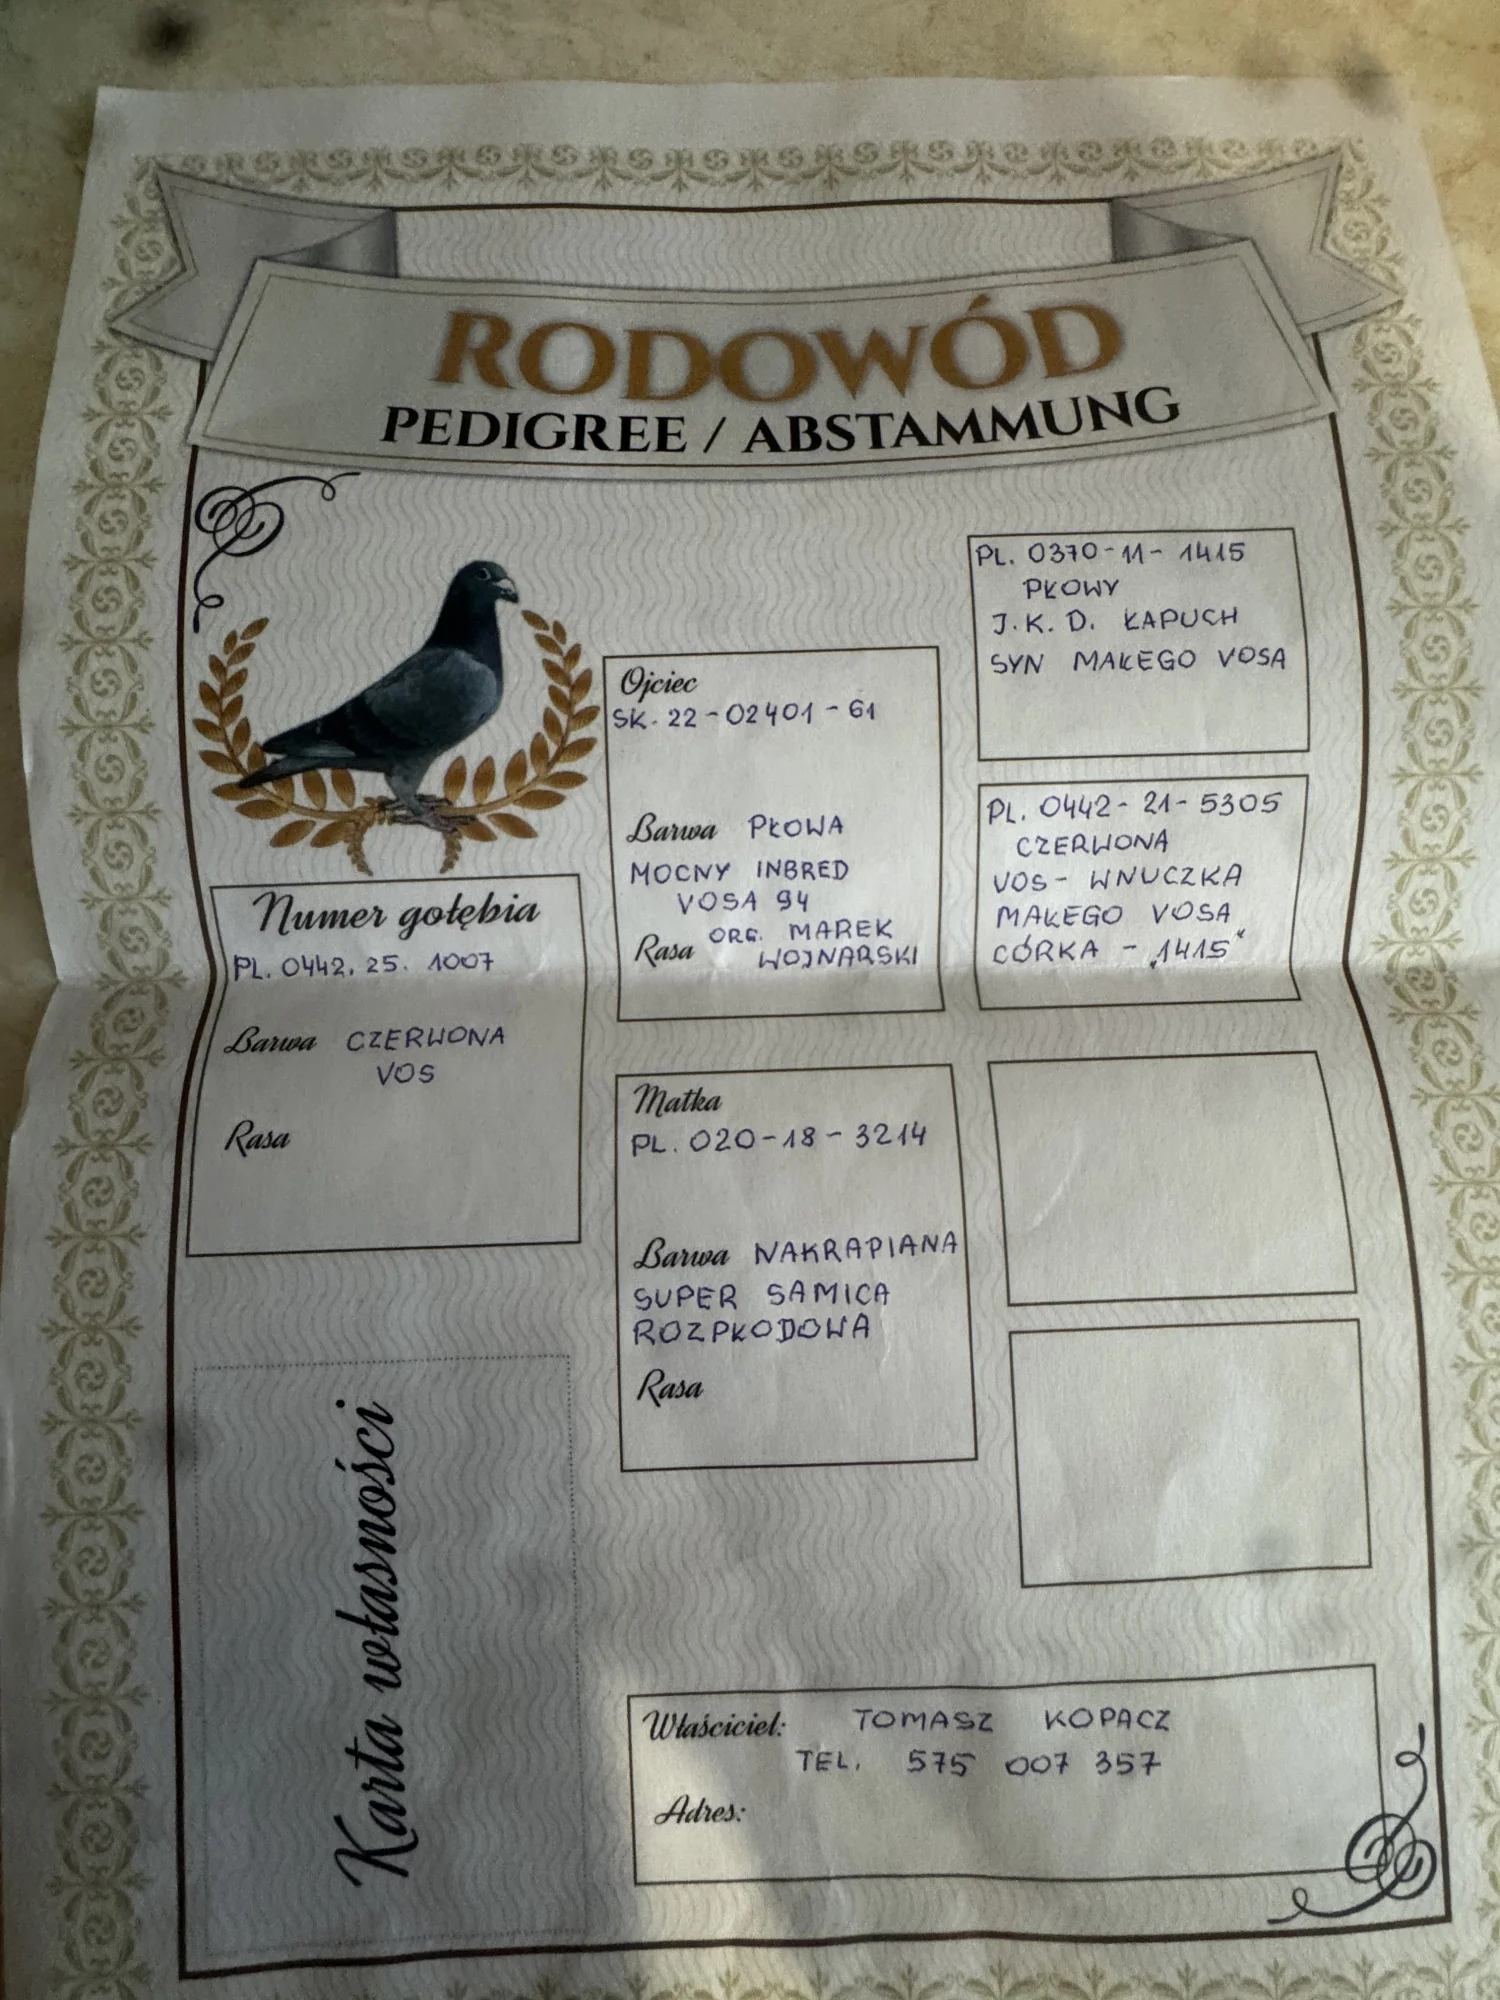 RODOWÓD
PEDIGREE / ABSTAMMUNG
Numer gołębia
PL. 0442. 25. 1007
Barwa CZERWONA
VOS
Rasa
Ojciec
SK. 22-02401-61
Barwa PŁOWA
MOCNY INBRED
VOSA 94
ORG. MAREK
Rasa WOJNARSKI
PL. 0370-11-1415
PŁOWY
J.K.D. ŁAPUCH
SYN MAŁEGO VOSA
PL. 0442-21-5305
CZERWONA
VOS-WNUCZKA
MAŁEGO VOSA
CÓRKA - „1415"
Matka
PL. 020-18-3214
Barwa NAKRAPIANA
SUPER SAMICA
ROZPŁODOWA
Rasa
Karta własności
Właściciel: TOMASZ KOPACZ
TEL. 575 007 357
Adres: